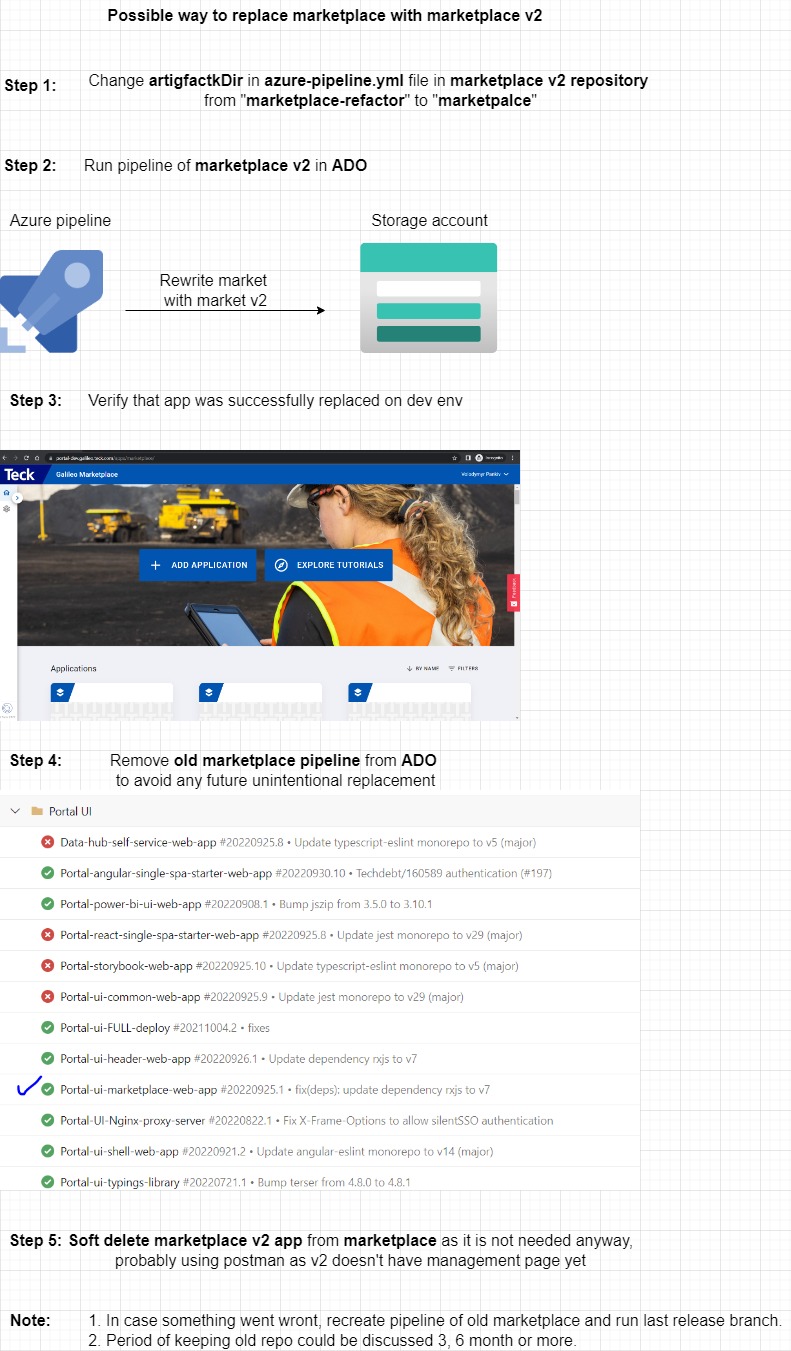 Possible way to replace marketplace with marketplace v2
Step 1: Change artigfactkDir in azure-pipeline.yml file in marketplace v2 repository
from "marketplace-refactor" to "marketpalce"
Step 2: Run pipeline of marketplace v2 in ADO
Azure pipeline
Storage account
Rewrite market
with market v2
Step 3: Verify that app was successfully replaced on dev env
portal-dev.galileo.teck.com/apps/marketplace/
Incognito
Teck Galileo Marketplace
Volodymyr Pankiv
ADD APPLICATION
EXPLORE TUTORIALS
Feedback
Applications
BY NAME
FILTERS
Step 4: Remove old marketplace pipeline from ADO
to avoid any future unintentional replacement
Portal UI
Data-hub-self-service-web-app #20220925.8 • Update typescript-eslint monorepo to v5 (major)
Portal-angular-single-spa-starter-web-app #20220930.10 • Techdebt/160589 authentication (#197)
Portal-power-bi-ui-web-app #20220908.1 • Bump jszip from 3.5.0 to 3.10.1
Portal-react-single-spa-starter-web-app #20220925.8 • Update jest monorepo to v29 (major)
Portal-storybook-web-app #20220925.10 • Update typescript-eslint monorepo to v5 (major)
Portal-ui-common-web-app #20220925.9 • Update jest monorepo to v29 (major)
Portal-ui-FULL-deploy #20211004.2 • fixes
Portal-ui-header-web-app #20220926.1 • Update dependency rxjs to v7
Portal-ui-marketplace-web-app #20220925.1 • fix(deps): update dependency rxjs to v7
Portal-UI-Nginx-proxy-server #20220822.1 • Fix X-Frame-Options to allow silentSSO authentication
Portal-ui-shell-web-app #20220921.2 • Update angular-eslint monorepo to v14 (major)
Portal-ui-typings-library #20220721.1 • Bump terser from 4.8.0 to 4.8.1
Step 5: Soft delete marketplace v2 app from marketplace as it is not needed anyway,
probably using postman as v2 doesn't have management page yet
Note: 1. In case something went wront, recreate pipeline of old marketplace and run last release branch.
2. Period of keeping old repo could be discussed 3, 6 month or more.